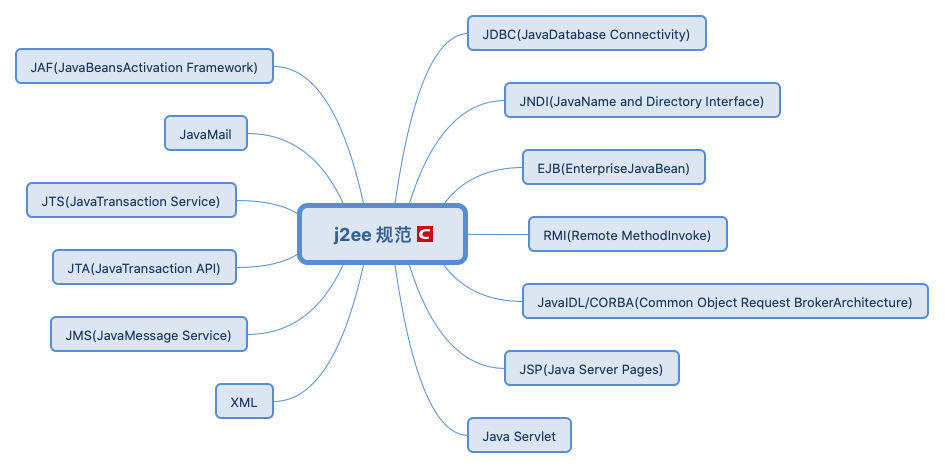 j2ee 规范
JDBC(JavaDatabase Connectivity)
JNDI(JavaName and Directory Interface)
EJB(EnterpriseJavaBean)
RMI(Remote MethodInvoke)
JavaIDL/CORBA(Common Object Request BrokerArchitecture)
JSP(Java Server Pages)
Java Servlet
JAF(JavaBeansActivation Framework)
JavaMail
JTS(JavaTransaction Service)
JTA(JavaTransaction API)
JMS(JavaMessage Service)
XML